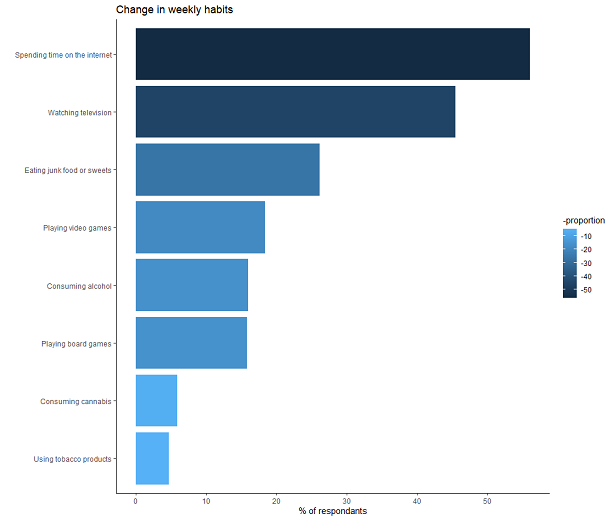 Change in weekly habits
Spending time on the internet
Watching television
Eating junk food or sweets
Playing video games
Consuming alcohol
Playing board games
Consuming cannabis
Using tobacco products
0 10 20 30 40 50
% of respondants
-proportion
-10
-20
-30
-40
-50